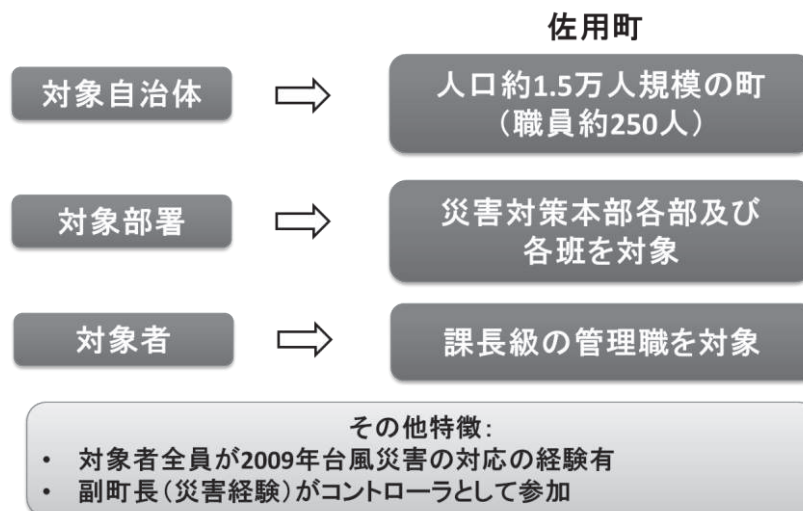 佐用町
対象自治体
人口約1.5万人規模の町
（職員約250人）
対象部署
災害対策本部各部及び
各班を対象
対象者
課長級の管理職を対象
その他特徴：
• 対象者全員が2009年台風災害の対応の経験有
• 副町長（災害経験）がコントローラとして参加